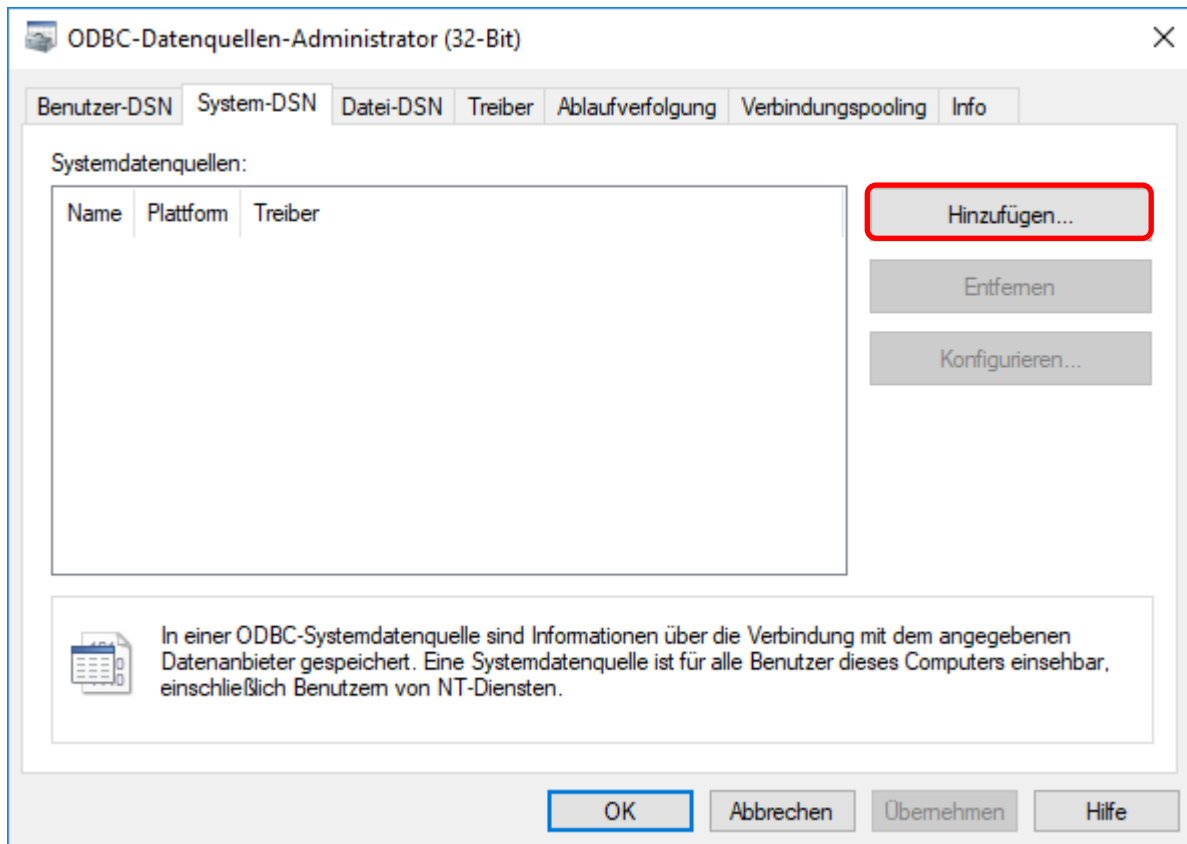 ODBC-Datenquellen-Administrator (32-Bit)
Benutzer-DSN System-DSN Datei-DSN Treiber Ablaufverfolgung Verbindungspooling Info
Systemdatenquellen:
Name Plattform Treiber
Hinzufügen...
Entfernen
Konfigurieren...
In einer ODBC-Systemdatenquelle sind Informationen über die Verbindung mit dem angegebenen
Datenanbieter gespeichert. Eine Systemdatenquelle ist für alle Benutzer dieses Computers einsehbar,
einschließlich Benutzern von NT-Diensten.
OK Abbrechen Übernehmen Hilfe